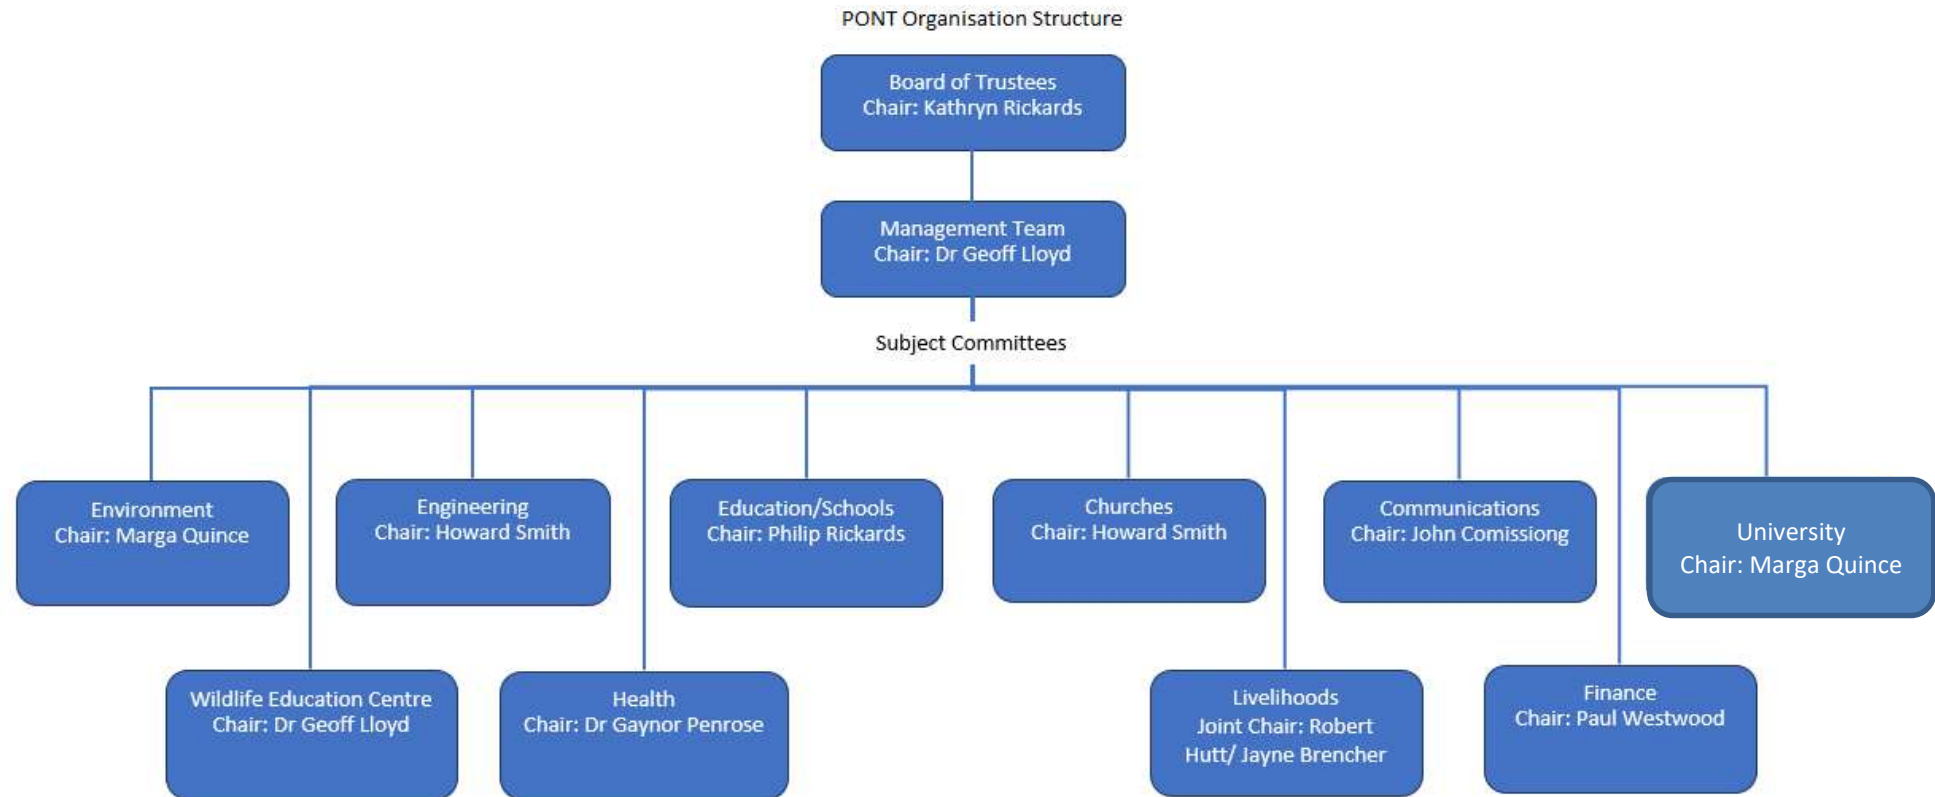 PONT Organisation Structure
Board of Trustees
Chair: Kathryn Rickards
Management Team
Chair: Dr Geoff Lloyd
Subject Committees
Environment
Chair: Marga Quince
Engineering
Chair: Howard Smith
Education/Schools
Chair: Philip Rickards
Churches
Chair: Howard Smith
Communications
Chair: John Comissiong
University
Chair: Marga Quince
Wildlife Education Centre
Chair: Dr Geoff Lloyd
Health
Chair: Dr Gaynor Penrose
Livelihoods
Joint Chair: Robert
Hutt/ Jayne Brencher
Finance
Chair: Paul Westwood